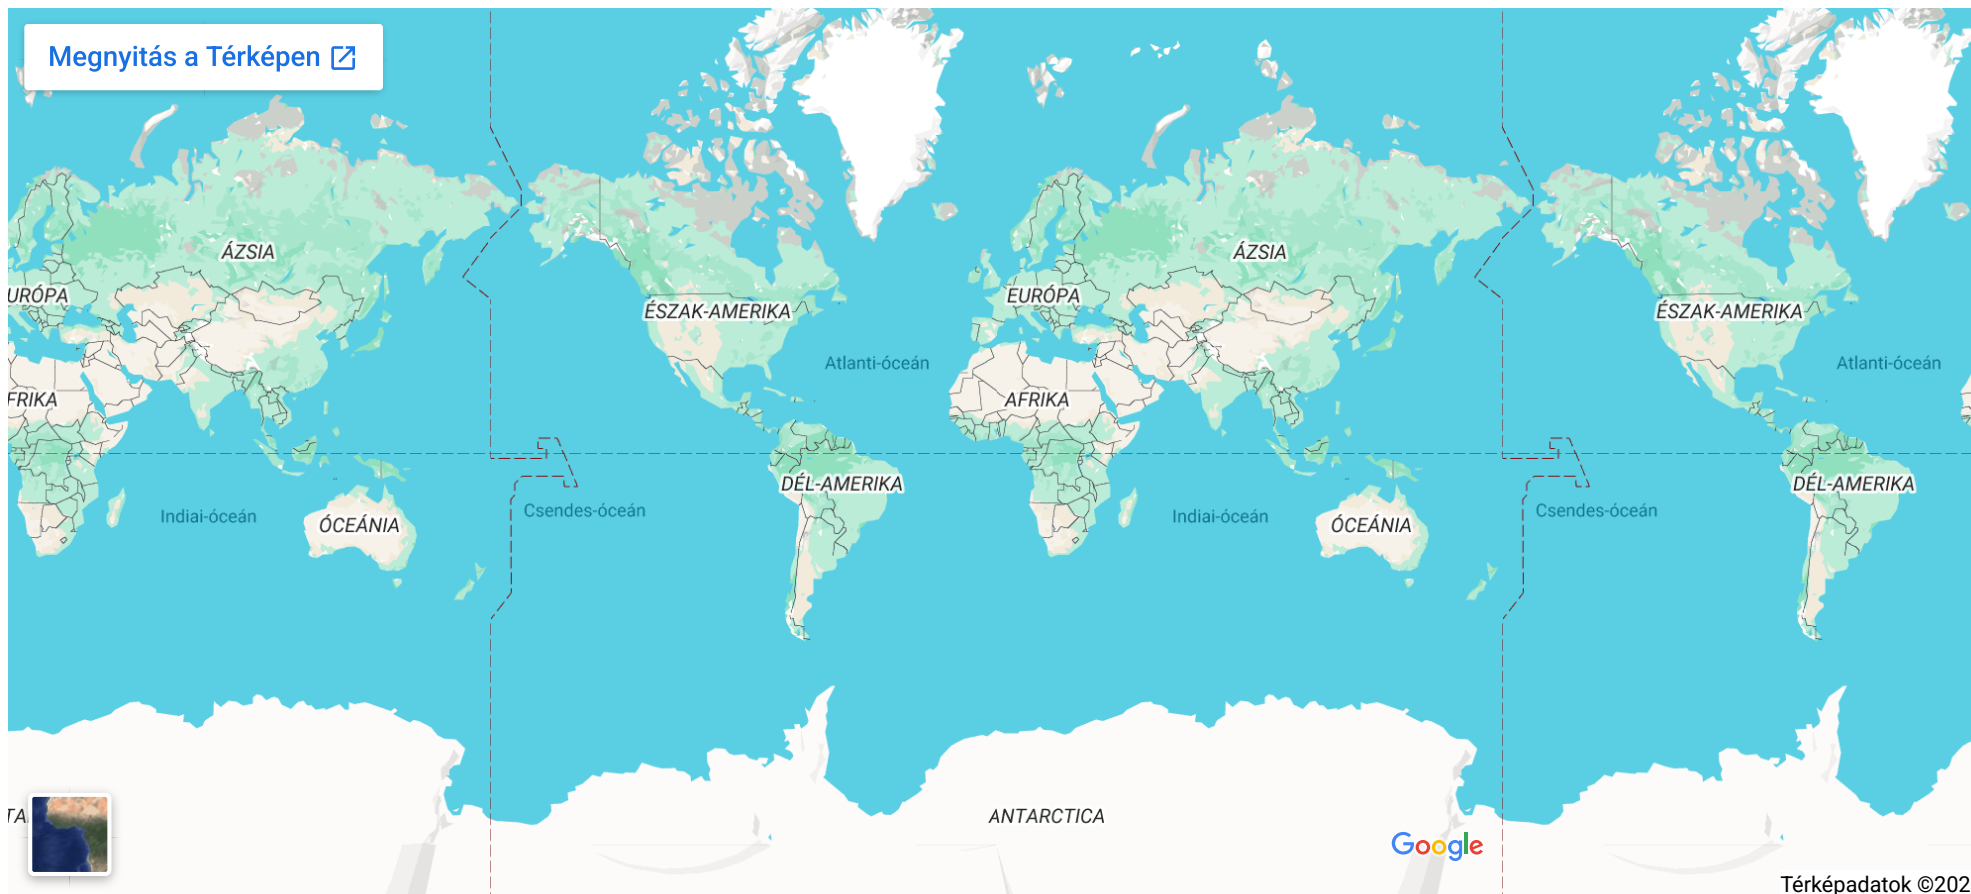 Megnyitás a Térképen
ÁZSIA
ÁZSIA
URÓPA
EURÓPA
ÉSZAK-AMERIKA
ÉSZAK-AMERIKA
Atlanti-óceán
Atlanti-óceán
FRIKA
AFRIKA
DÉL-AMERIKA
DÉL-AMERIKA
Csendes-óceán
Csendes-óceán
Indiai-óceán
Indiai-óceán
ÓCEÁNIA
ÓCEÁNIA
TA
ANTARCTICA
Google
Térképadatok ©202